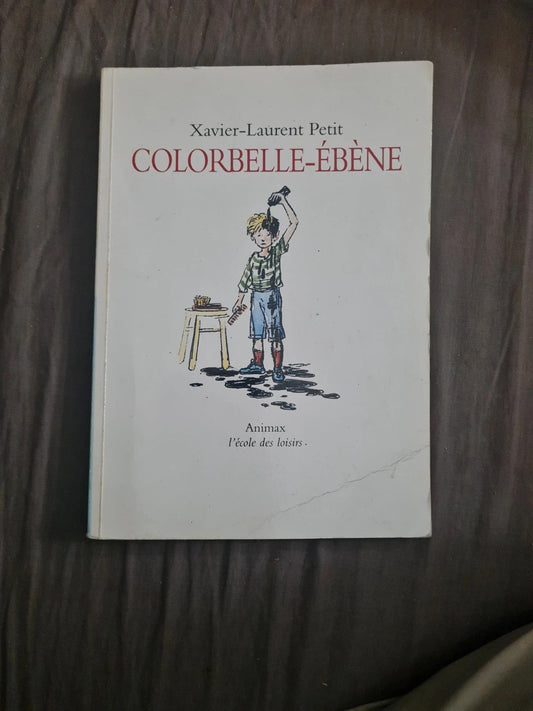 Xavier-Laurent Petit
COLORBELLE-ÉBÈNE
Animax
l'école des loisirs